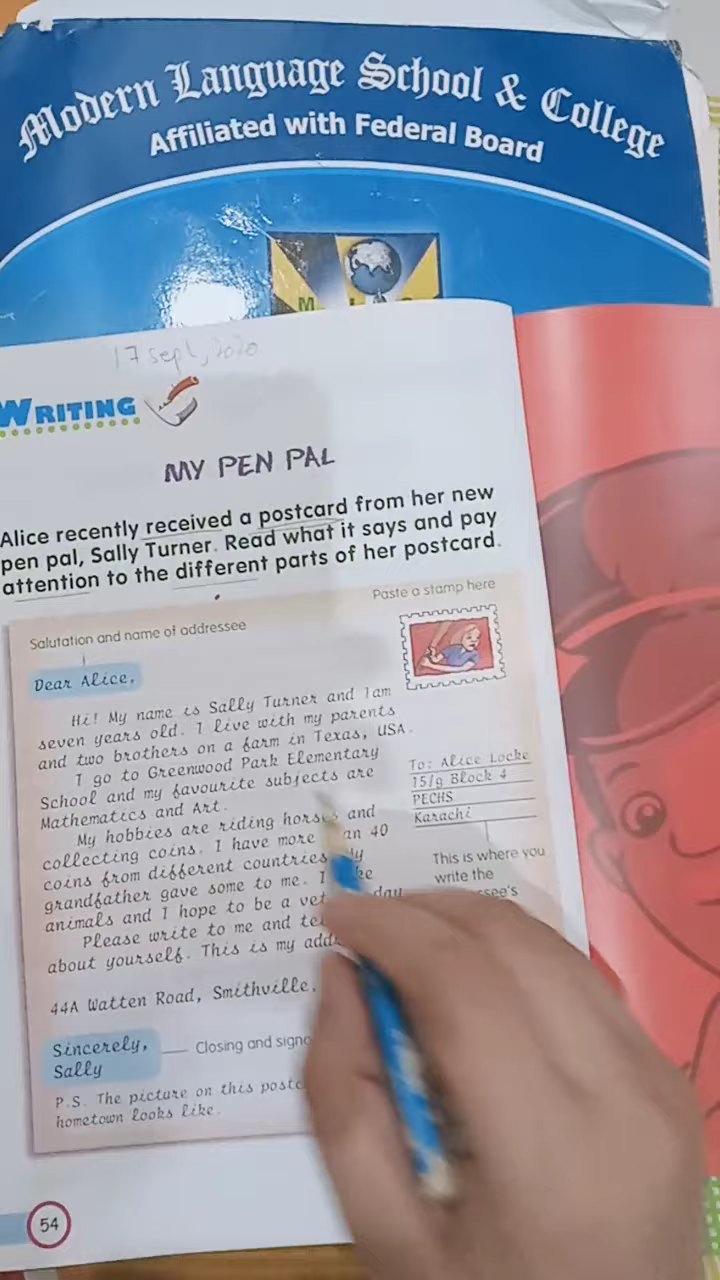 Modern Language School & College
Affiliated with Federal Board
17 sept, 2020
WRITING
MY PEN PAL
Alice recently received a postcard from her new
pen pal, Sally Turner. Read what it says and pay
attention to the different parts of her postcard.
Paste a stamp here
Salutation and name of addressee
Dear Alice,
Hi! My name is Sally Turner and I am
seven years old. I live with my parents
and two brothers on a farm in Texas, USA.
I go to Greenwood Park Elementary
School and my favourite subjects are
Mathematics and Art.
My hobbies are riding horses and
collecting coins. I have more 40
coins from different countries
grandfather gave some to me. I
animals and I hope to be a vet day
Please write to me and
about yourself. This is my
44A Watten Road, Smithville,
Sincerely,
Sally
Closing and
P.S. The picture on this
hometown looks like.
To: Alice Locke
15/g Block 4
PECHS
Karachi
This is where you
write the
54